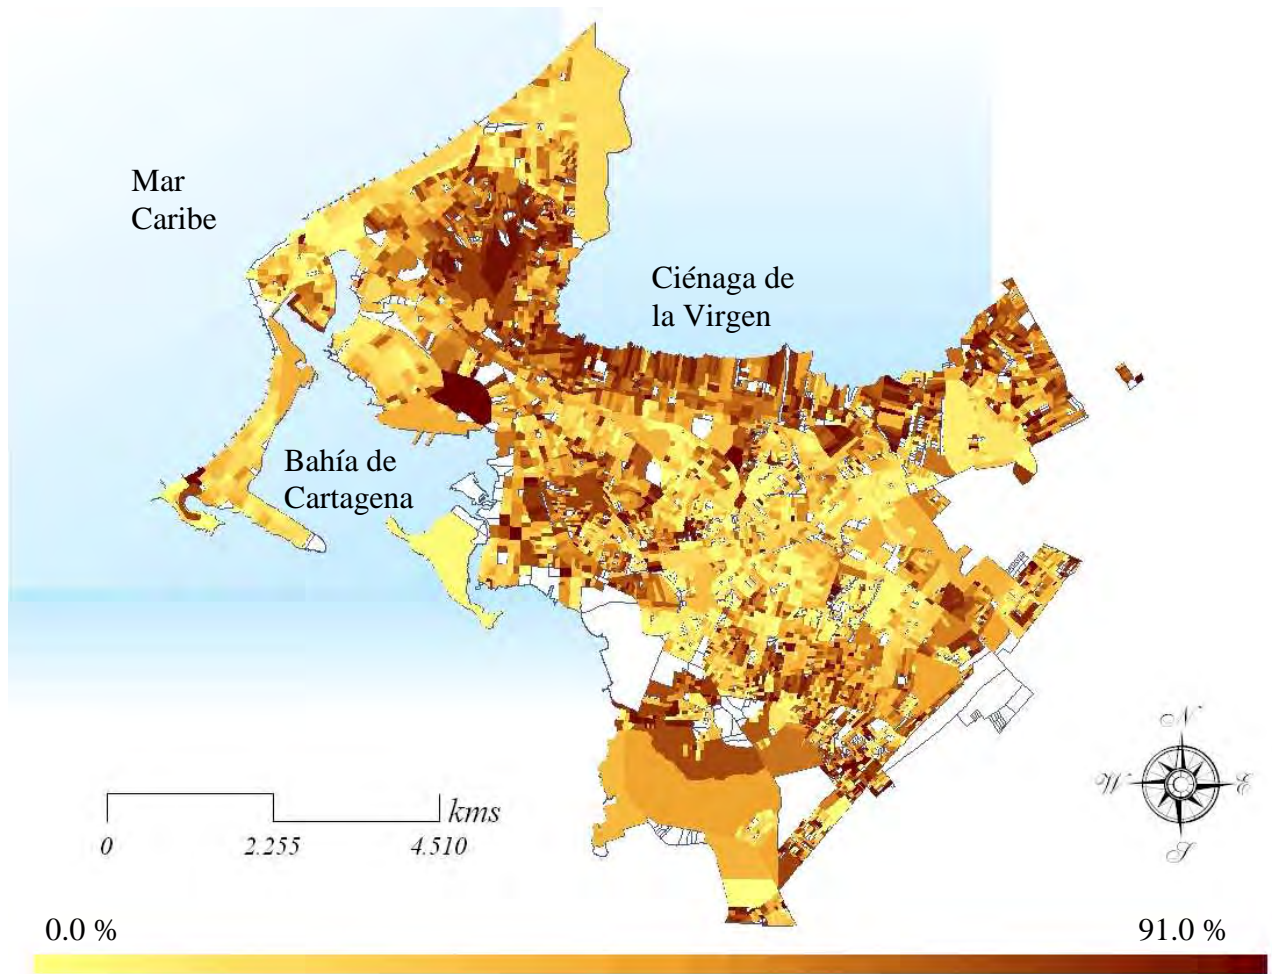 Mar
Caribe
Ciénaga de
la Virgen
Bahía de
Cartagena
N
W
E
S
kms
0
2.255
4.510
0.0 %
91.0 %